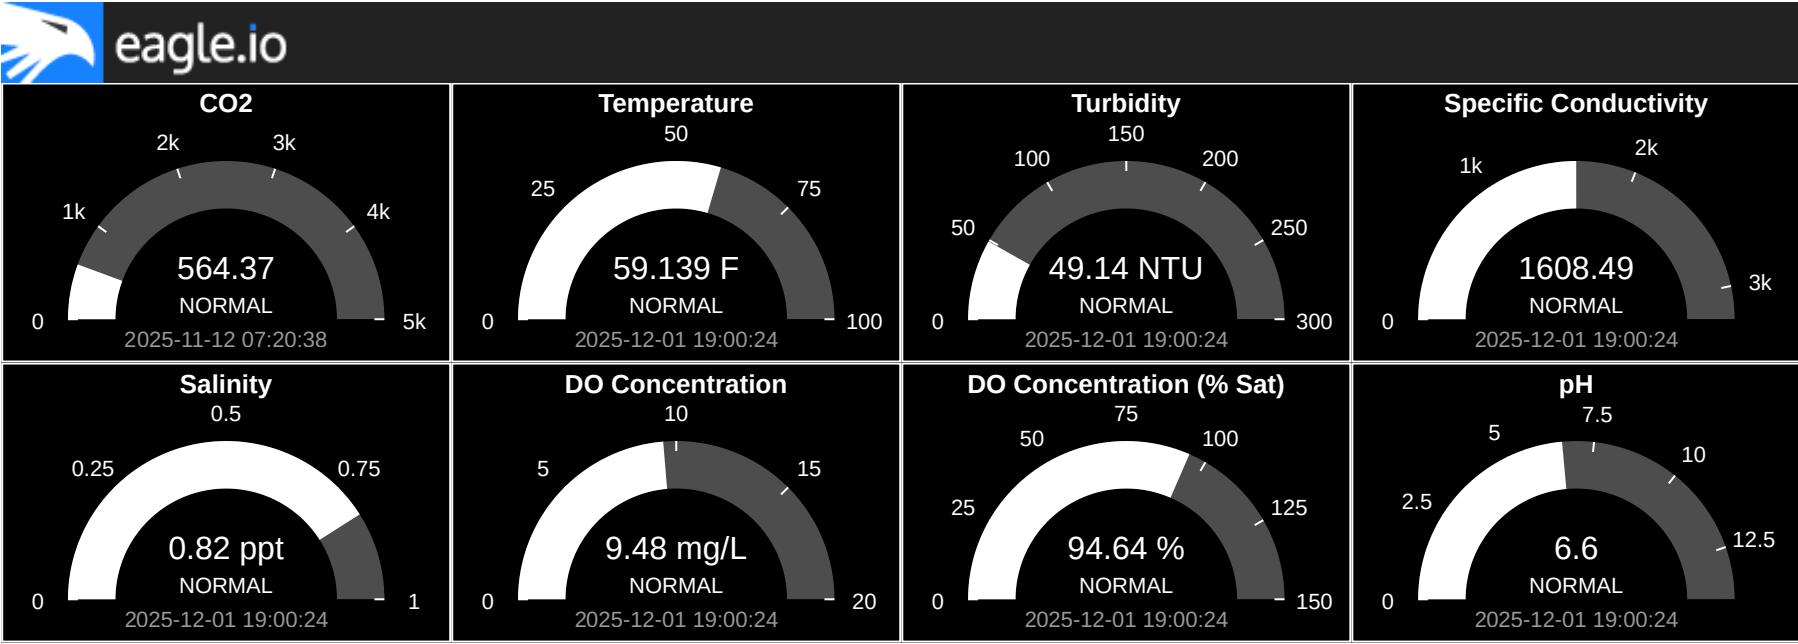 eagle.io
CO2
0
1k
2k
3k
4k
5k
564.37
NORMAL
2025-11-12 07:20:38
Temperature
0
25
50
75
100
59.139 F
NORMAL
2025-12-01 19:00:24
Turbidity
0
50
100
150
200
250
300
49.14 NTU
NORMAL
2025-12-01 19:00:24
Specific Conductivity
0
1k
2k
3k
1608.49
NORMAL
2025-12-01 19:00:24
Salinity
0
0.25
0.5
0.75
1
0.82 ppt
NORMAL
2025-12-01 19:00:24
DO Concentration
0
5
10
15
20
9.48 mg/L
NORMAL
2025-12-01 19:00:24
DO Concentration (% Sat)
0
25
50
75
100
125
150
94.64 %
NORMAL
2025-12-01 19:00:24
pH
0
2.5
5
7.5
10
12.5
6.6
NORMAL
2025-12-01 19:00:24